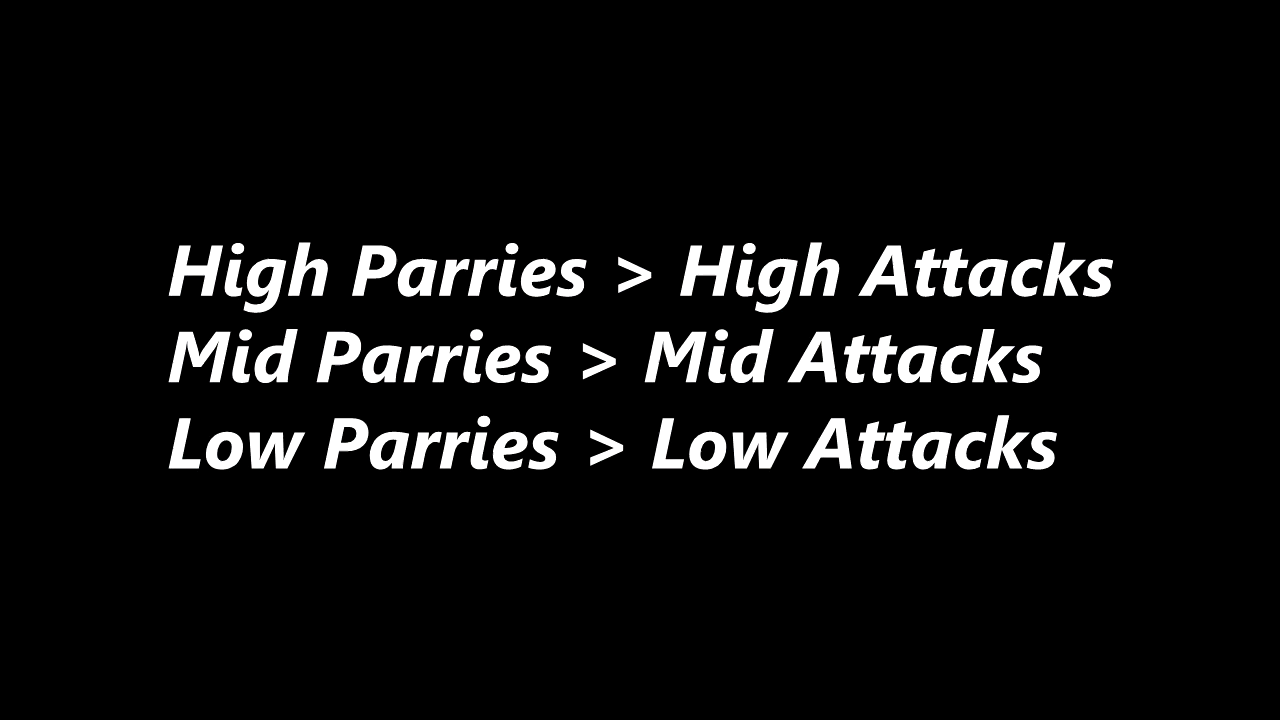 High Parries > High Attacks
Mid Parries > Mid Attacks
Low Parries > Low Attacks